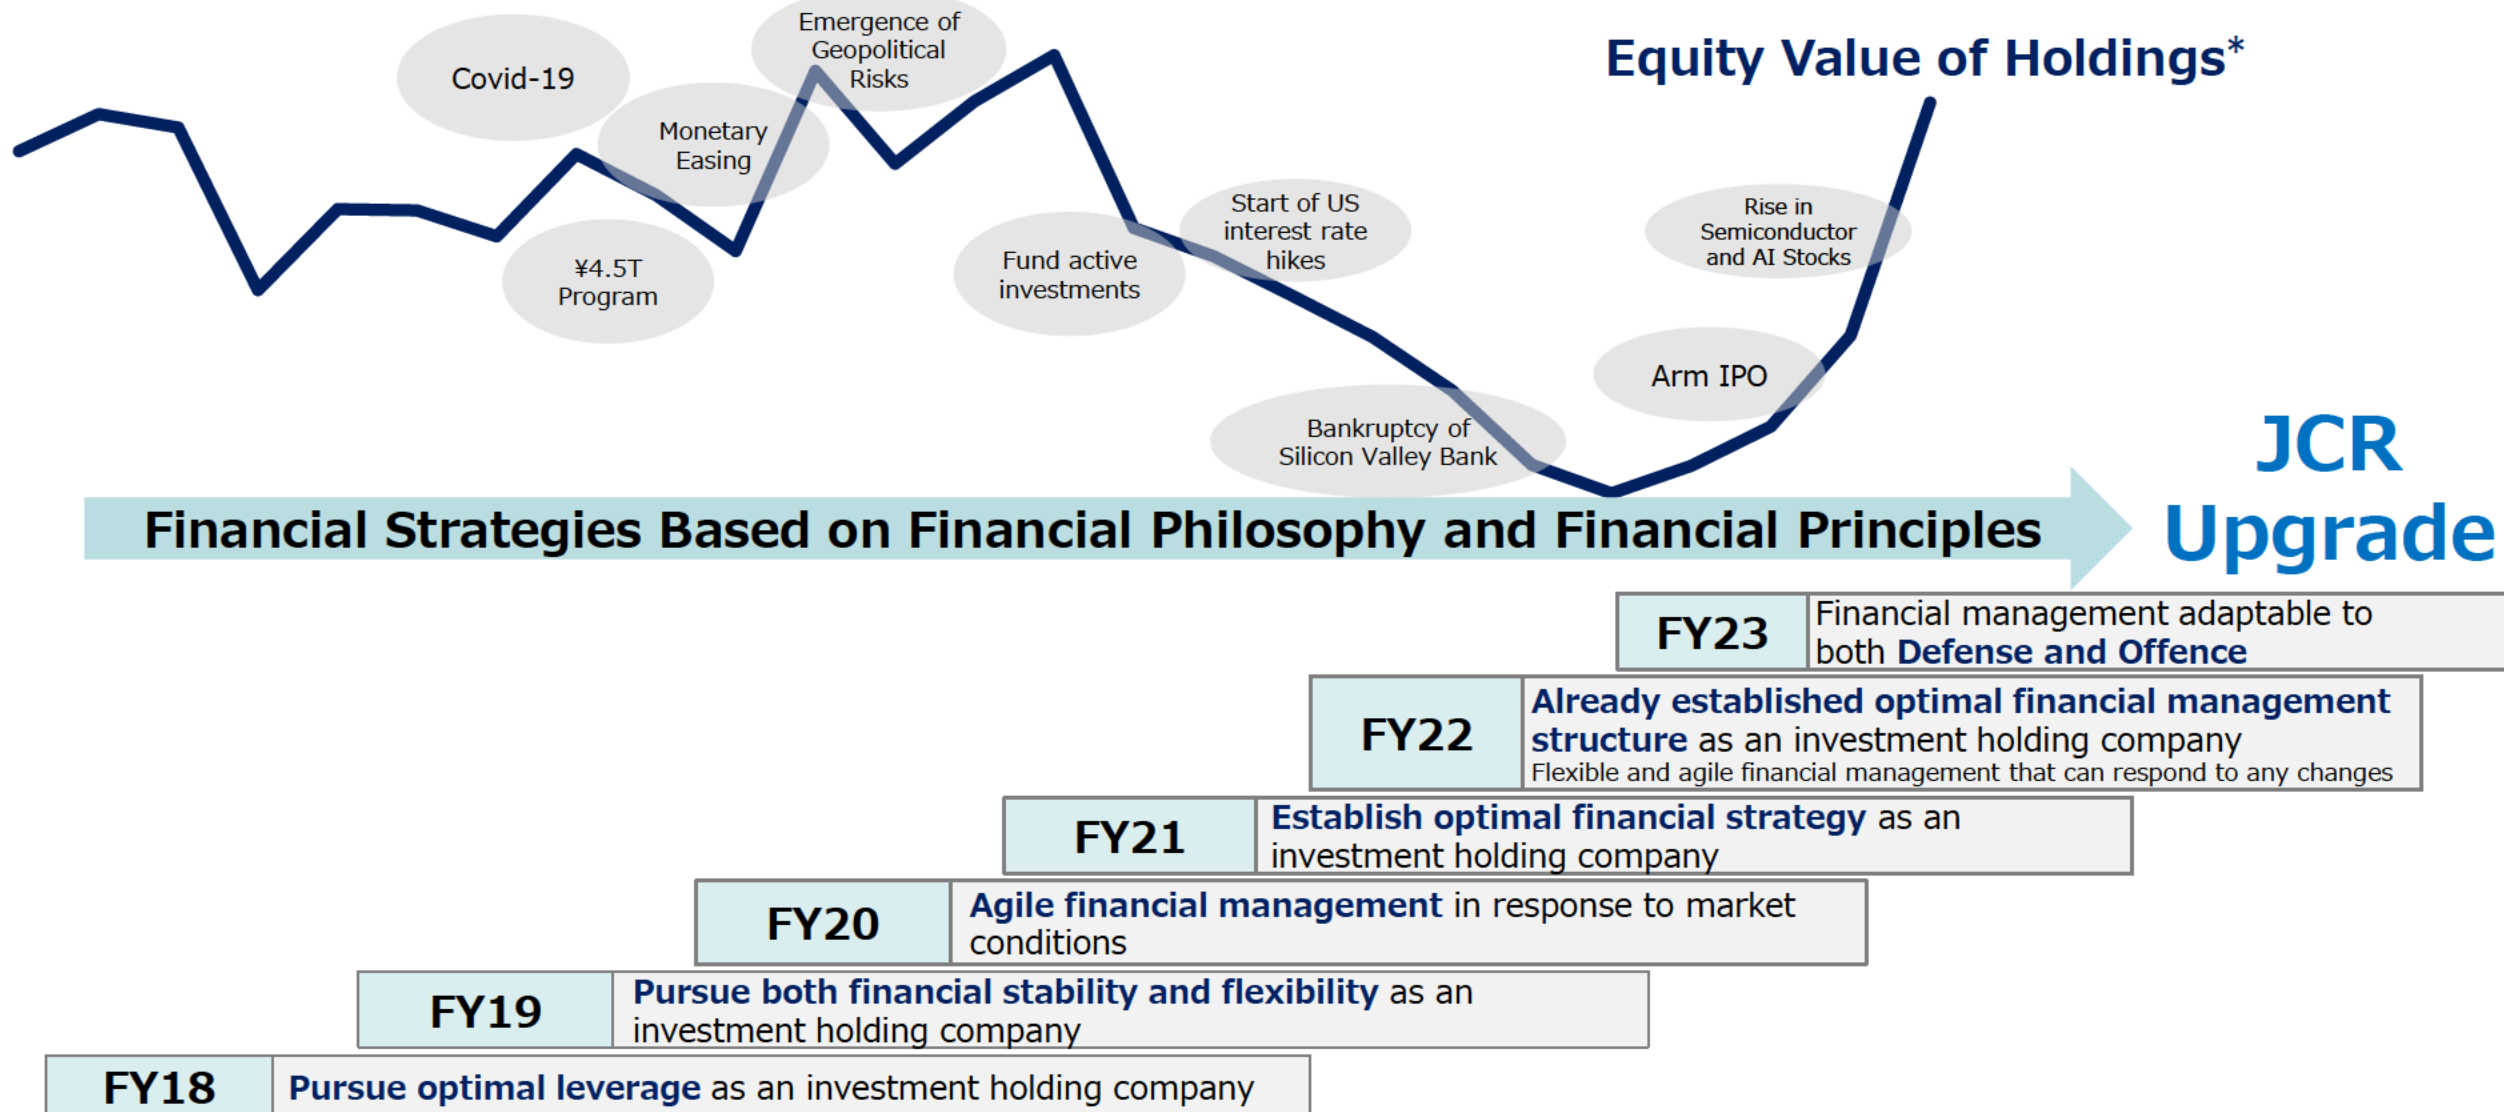 Emergence of
Geopolitical
Risks
Equity Value of Holdings*
Covid-19
Monetary
Easing
¥4.5T
Program
Fund active
investments
Start of US
interest rate
hikes
Rise in
Semiconductor
and AI Stocks
Arm IPO
Bankruptcy of
Silicon Valley Bank
JCR
Upgrade
Financial Strategies Based on Financial Philosophy and Financial Principles
FY23
Financial management adaptable to
both Defense and Offence
FY22
Already established optimal financial management
structure as an investment holding company
Flexible and agile financial management that can respond to any changes
FY21
Establish optimal financial strategy as an
investment holding company
FY20
Agile financial management in response to market
conditions
FY19
Pursue both financial stability and flexibility as an
investment holding company
FY18
Pursue optimal leverage as an investment holding company